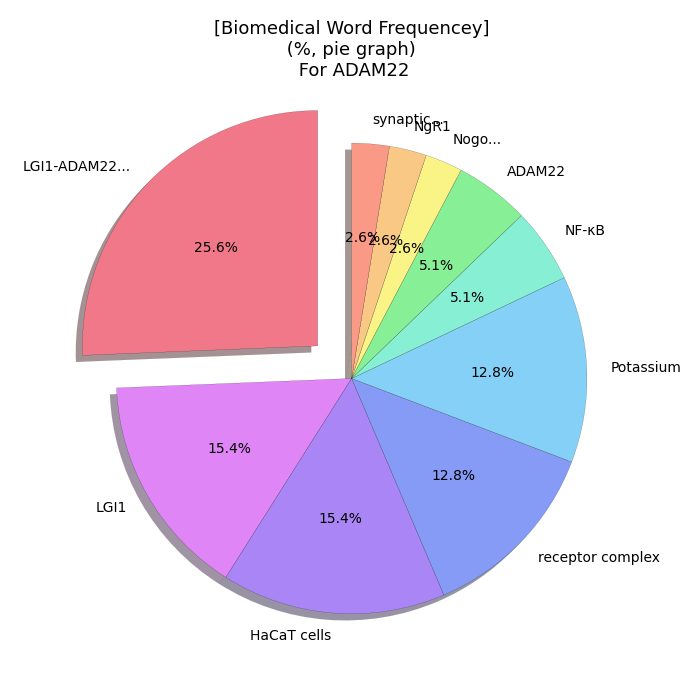 [Biomedical Word Frequencey]
(%, pie graph)
For ADAM22
synaptic...
NgR1
Nogo...
LGI1-ADAM22...
ADAM22
NF-κB
2.6%
2.6%
2.6%
25.6%
5.1%
5.1%
Potassium
12.8%
15.4%
12.8%
LGI1
15.4%
receptor complex
HaCaT cells